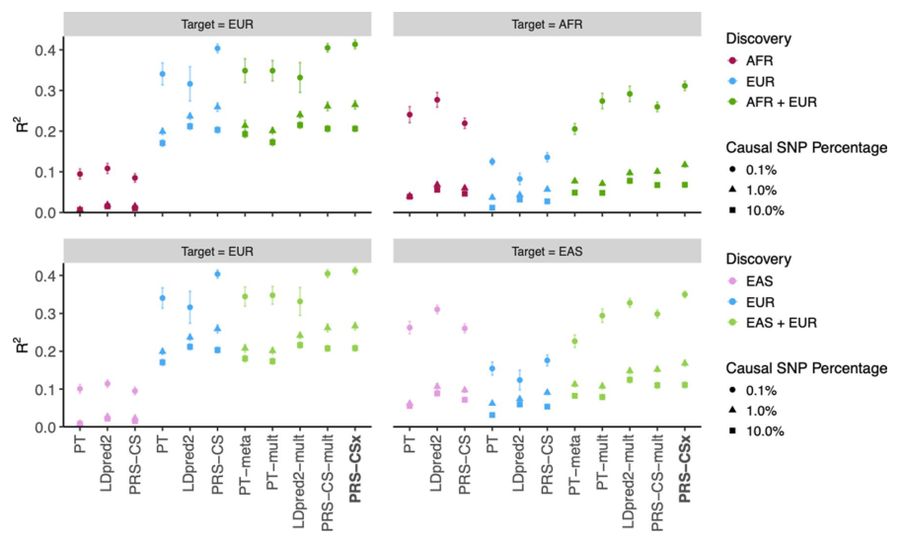 Target = EUR
Target = AFR
R²
0.4
0.3
0.2
0.1
0.0
Discovery
AFR
EUR
AFR + EUR
Causal SNP Percentage
0.1%
1.0%
10.0%
Target = EUR
Target = EAS
R²
0.4
0.3
0.2
0.1
0.0
Discovery
EAS
EUR
EAS + EUR
Causal SNP Percentage
0.1%
1.0%
10.0%
PT
LDpred2
PRS−CS
PT
LDpred2
PRS−CS
PT−meta
PT−mult
LDpred2−mult
PRS−CS−mult
PRS−CSx
PT
LDpred2
PRS−CS
PT
LDpred2
PRS−CS
PT−meta
PT−mult
LDpred2−mult
PRS−CS−mult
PRS−CSx